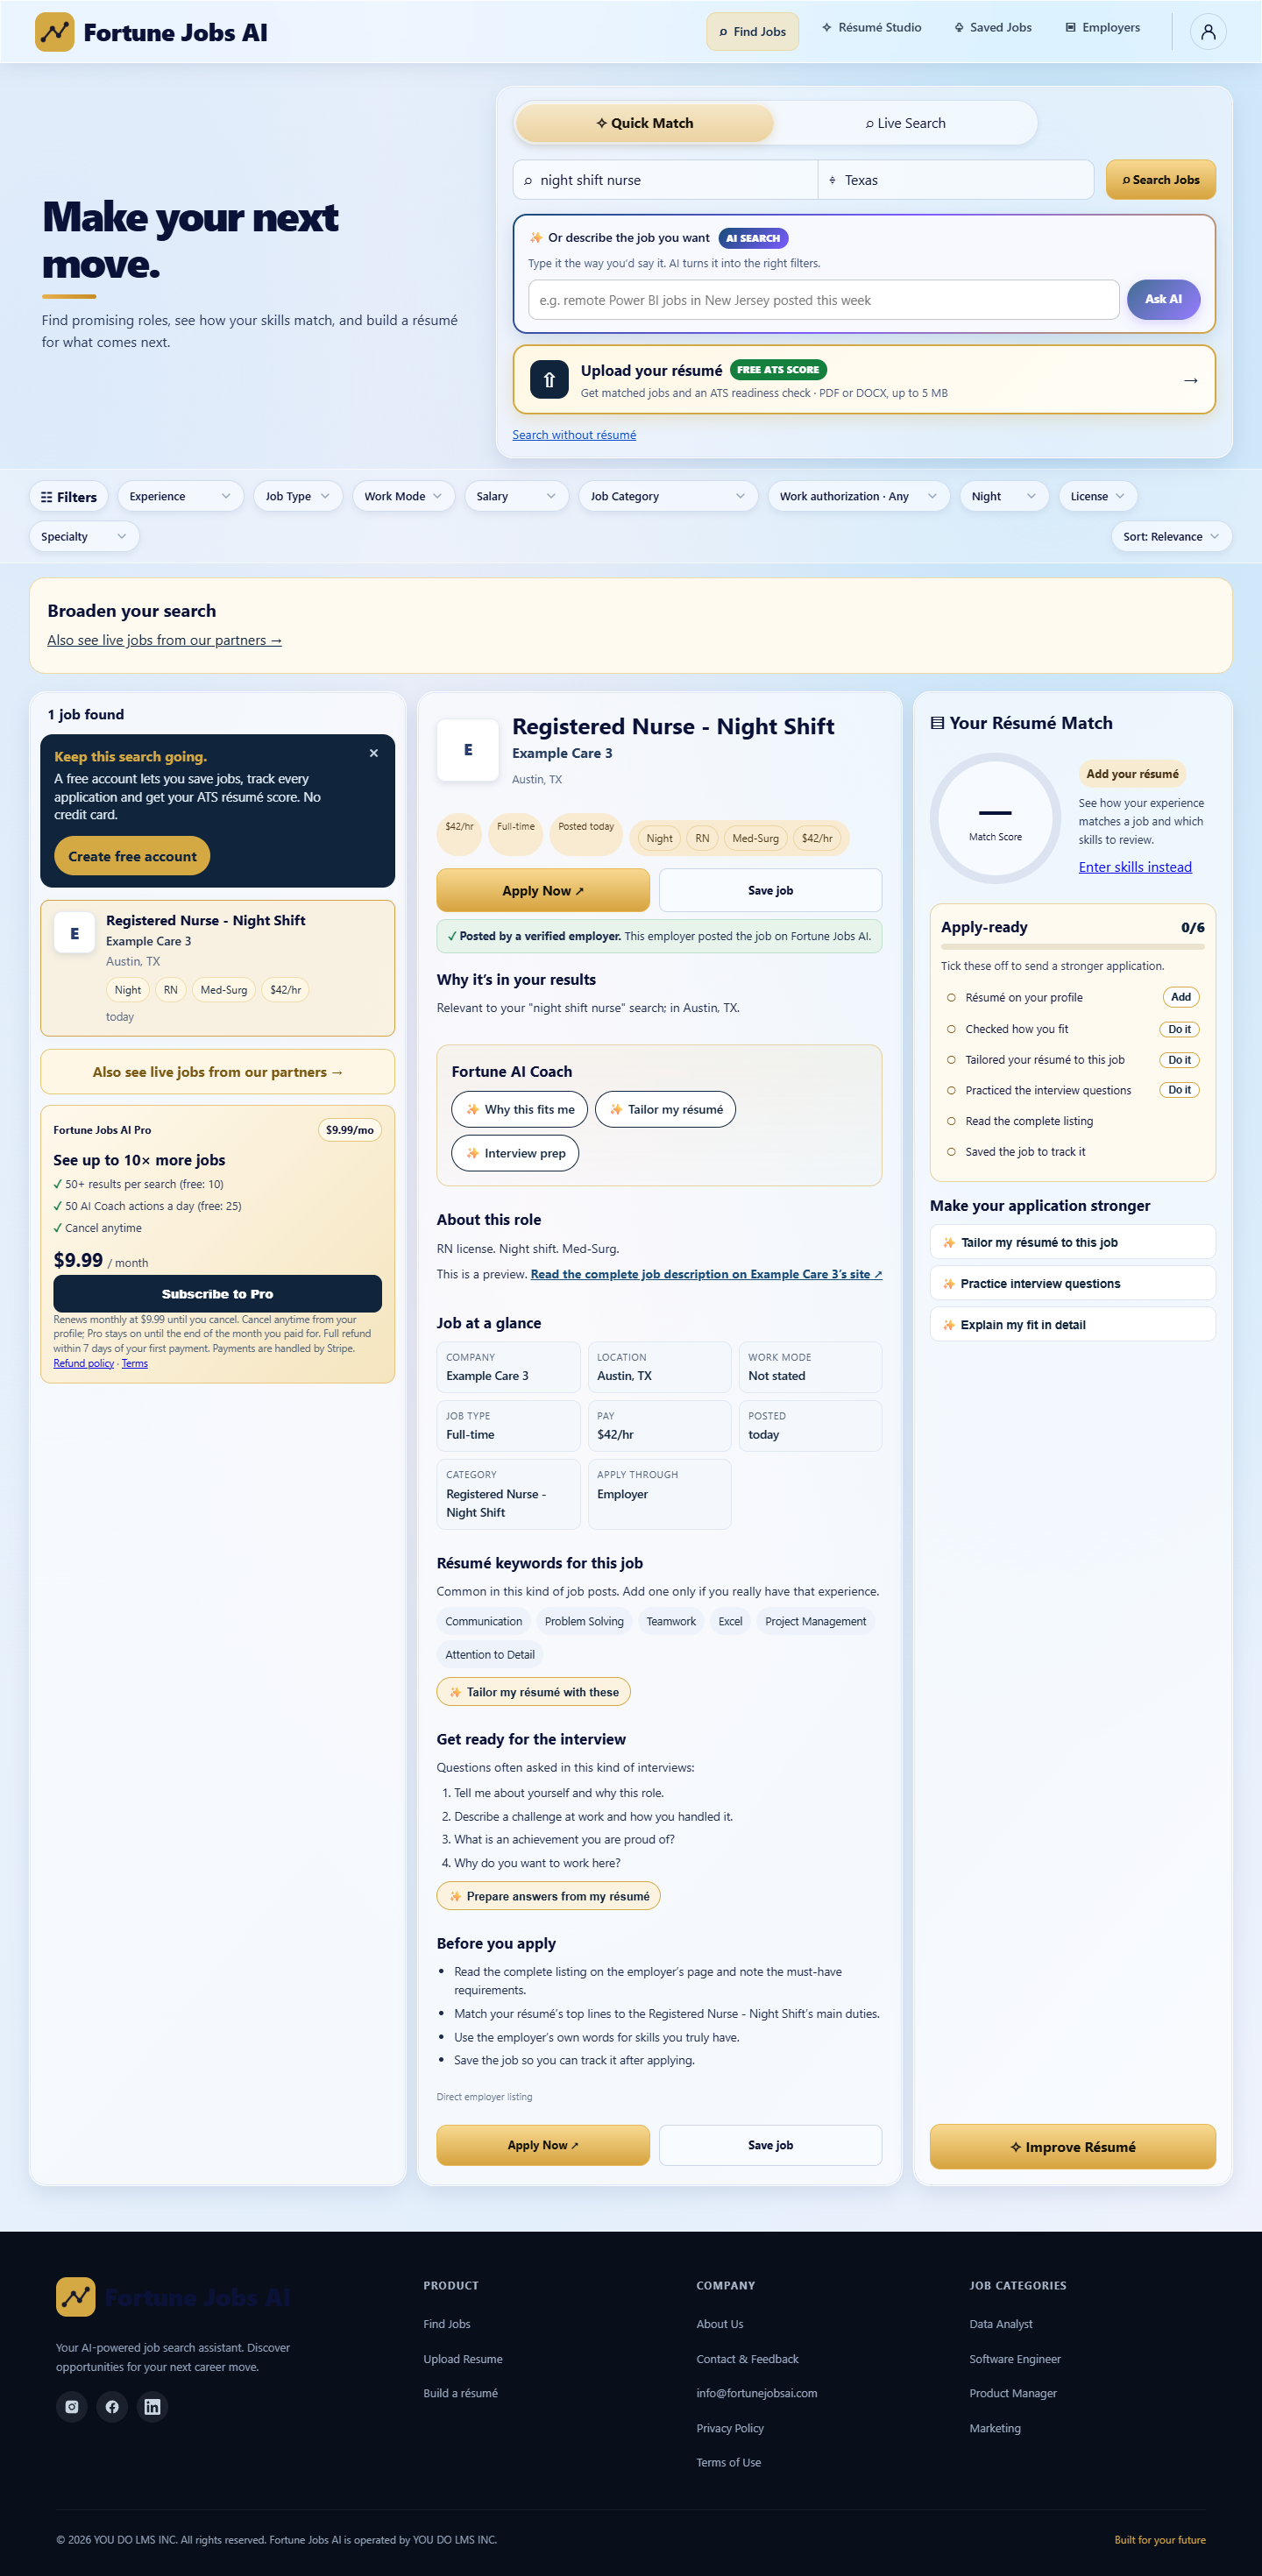 Fortune Jobs AI
Find Jobs
Résumé Studio
Saved Jobs
Employers
Make your next
move.
Find promising roles, see how your skills match, and build a résumé
for what comes next.
Quick Match
Live Search
night shift nurse
Texas
Search Jobs
Or describe the job you want
AI SEARCH
Type it the way you'd say it. AI turns it into the right filters.
e.g. remote Power BI jobs in New Jersey posted this week
Ask AI
Upload your résumé
FREE ATS SCORE
Get matched jobs and an ATS readiness check · PDF or DOCX, up to 5 MB
→
Search without résumé
Filters
Experience
Job Type
Work Mode
Salary
Job Category
Work authorization · Any
Night
License
Specialty
Sort: Relevance
Broaden your search
Also see live jobs from our partners →
1 job found
Keep this search going.
×
A free account lets you save jobs, track every
application and get your ATS résumé score. No
credit card.
Create free account
E
Registered Nurse - Night Shift
Example Care 3
Austin, TX
Night
RN
Med-Surg
$42/hr
today
Also see live jobs from our partners →
Fortune Jobs AI Pro
$9.99/mo
See up to 10× more jobs
✓ 50+ results per search (free: 10)
✓ 50 AI Coach actions a day (free: 25)
✓ Cancel anytime
$9.99 / month
Subscribe to Pro
Renews monthly at $9.99 until you cancel. Cancel anytime from your
profile; Pro stays on until the end of the month you paid for. Full refund
within 7 days of your first payment. Payments are handled by Stripe.
Refund policy · Terms
E
Registered Nurse - Night Shift
Example Care 3
Austin, TX
$42/hr
Full-time
Posted today
Night
RN
Med-Surg
$42/hr
Apply Now ↗
Save job
✓ Posted by a verified employer. This employer posted the job on Fortune Jobs AI.
Why it's in your results
Relevant to your "night shift nurse" search; in Austin, TX.
Fortune AI Coach
Why this fits me
Tailor my résumé
Interview prep
About this role
RN license. Night shift. Med-Surg.
This is a preview. Read the complete job description on Example Care 3's site ↗
Job at a glance
COMPANY
Example Care 3
LOCATION
Austin, TX
WORK MODE
Not stated
JOB TYPE
Full-time
PAY
$42/hr
POSTED
today
CATEGORY
Registered Nurse -
Night Shift
APPLY THROUGH
Employer
Résumé keywords for this job
Common in this kind of job posts. Add one only if you really have that experience.
Communication
Problem Solving
Teamwork
Excel
Project Management
Attention to Detail
Tailor my résumé with these
Get ready for the interview
Questions often asked in this kind of interviews:
1. Tell me about yourself and why this role.
2. Describe a challenge at work and how you handled it.
3. What is an achievement you are proud of?
4. Why do you want to work here?
Prepare answers from my résumé
Before you apply
• Read the complete listing on the employer's page and note the must-have
requirements.
• Match your résumé's top lines to the Registered Nurse - Night Shift's main duties.
• Use the employer's own words for skills you truly have.
• Save the job so you can track it after applying.
Direct employer listing
Apply Now ↗
Save job
Your Résumé Match
—
Match Score
Add your résumé
See how your experience
matches a job and which
skills to review.
Enter skills instead
Apply-ready
0/6
Tick these off to send a stronger application.
Résumé on your profile
Add
Checked how you fit
Do it
Tailored your résumé to this job
Do it
Practiced the interview questions
Do it
Read the complete listing
Saved the job to track it
Make your application stronger
Tailor my résumé to this job
Practice interview questions
Explain my fit in detail
Improve Résumé
Fortune Jobs AI
Your AI-powered job search assistant. Discover
opportunities for your next career move.
PRODUCT
Find Jobs
Upload Resume
Build a résumé
COMPANY
About Us
Contact & Feedback
info@fortunejobsai.com
Privacy Policy
Terms of Use
JOB CATEGORIES
Data Analyst
Software Engineer
Product Manager
Marketing
© 2026 YOU DO LMS INC. All rights reserved. Fortune Jobs AI is operated by YOU DO LMS INC.
Built for your future